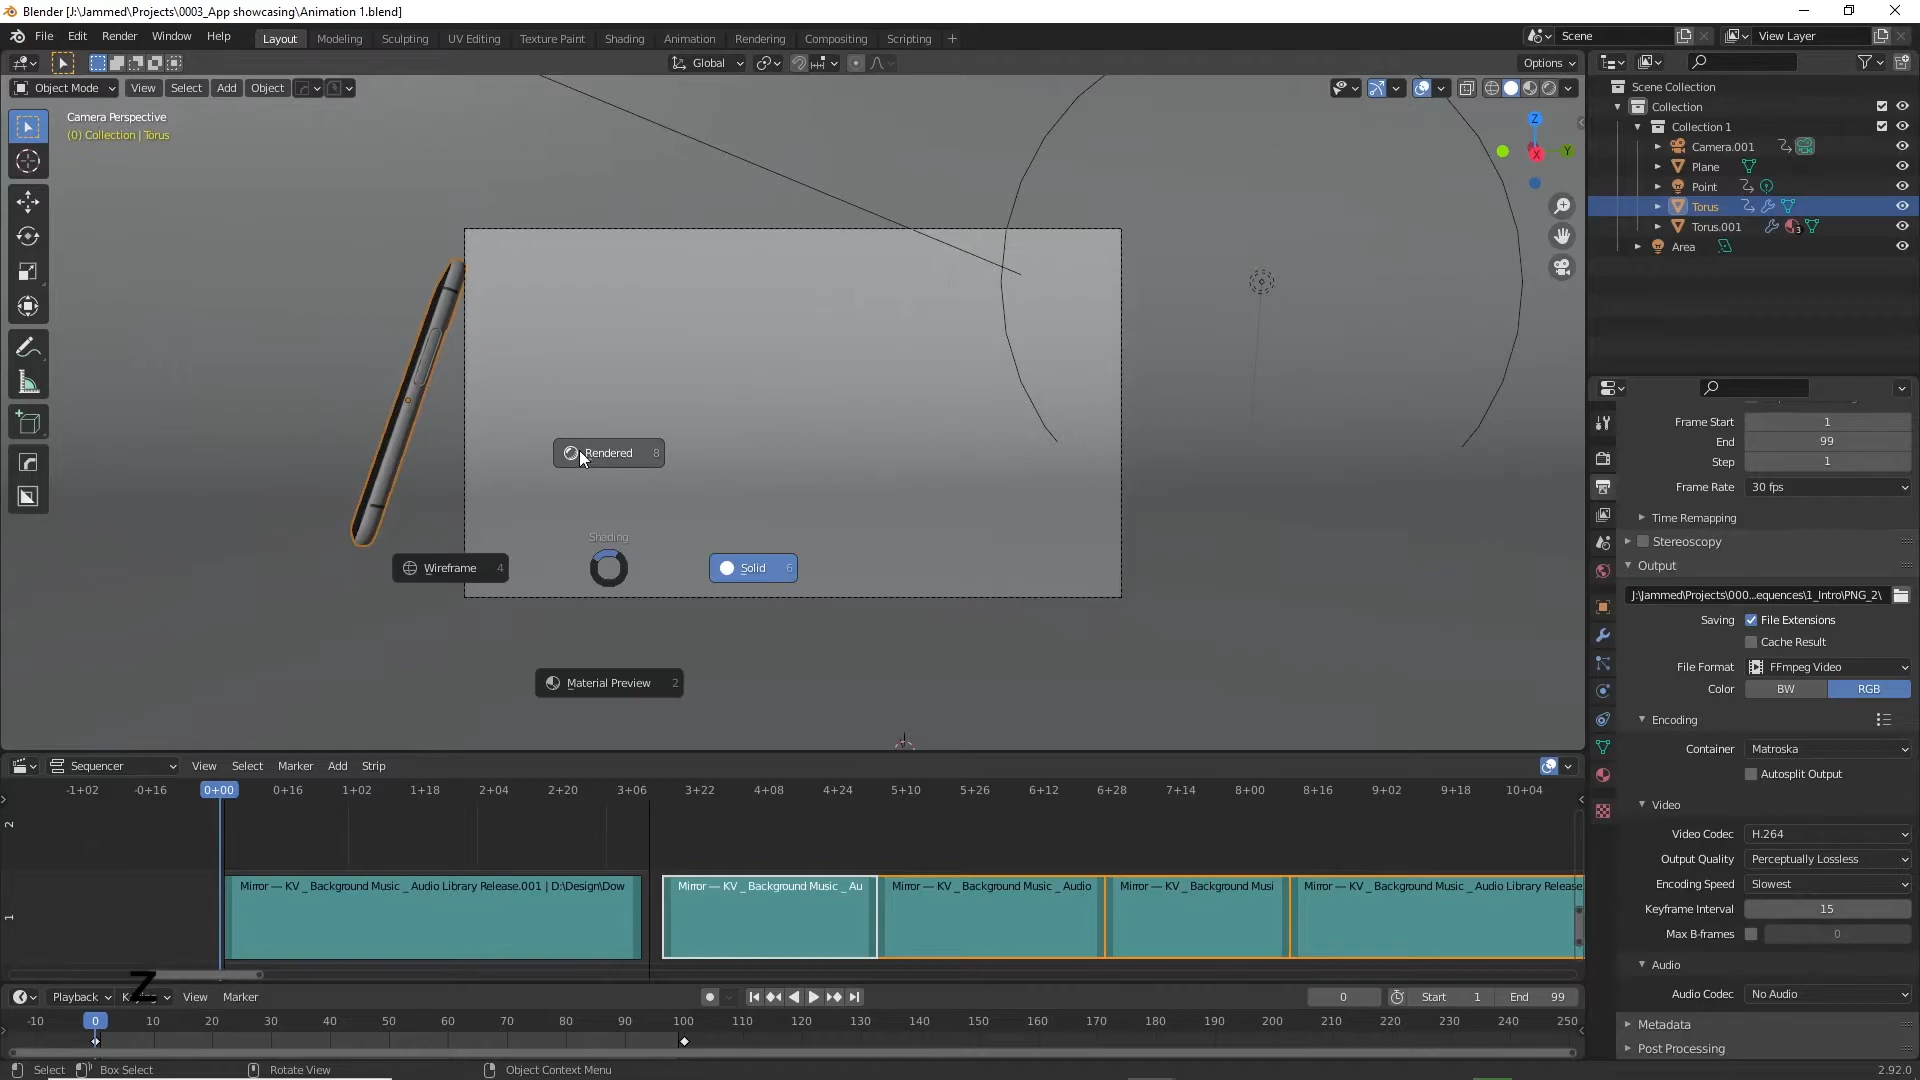 Blender [J:\Jammed\Projects\0003_App showcasing\Animation 1.blend]
File Edit Render Window Help
Layout Modeling Sculpting UV Editing Texture Paint Shading Animation Rendering Compositing Scripting +
Scene View Layer
Global Options
Object Mode View Select Add Object
Camera Perspective
(0) Collection | Torus
Z
Y
X
Rendered 8
Shading
Wireframe 4
Solid 6
Material Preview 2
Scene Collection
Collection
Collection 1
Camera.001
Plane
Point
Torus
Torus.001 3
Area
Frame Start 1
End 99
Step 1
Frame Rate 30 fps
Time Remapping
Stereoscopy
Output
J:\Jammed\Projects\000...equences\1_Intro\PNG_2\
Saving File Extensions
Cache Result
File Format FFmpeg Video
Color BW RGB
Encoding
Container Matroska
Autosplit Output
Video
Video Codec H.264
Output Quality Perceptually Lossless
Encoding Speed Slowest
Keyframe Interval 15
Max B-frames 0
Audio
Audio Codec No Audio
Metadata
Post Processing
Sequencer View Select Marker Add Strip
-1+02 -0+16 0+00 0+16 1+02 1+18 2+04 2+20 3+06 3+22 4+08 4+24 5+10 5+26 6+12 6+28 7+14 8+00 8+16 9+02 9+18 10+04
2
1
Mirror — KV _ Background Music _ Audio Library Release.001 | D:\Design\Dow
Mirror — KV _ Background Music _ Au
Mirror — KV _ Background Music _ Audio
Mirror — KV _ Background Musi
Mirror — KV _ Background Music _ Audio Library Release
Z
Playback View Marker
0 Start 1 End 99
-10 0 10 20 30 40 50 60 70 80 90 100 110 120 130 140 150 160 170 180 190 200 210 220 230 240 250
Select Box Select Rotate View Object Context Menu 2.92.0